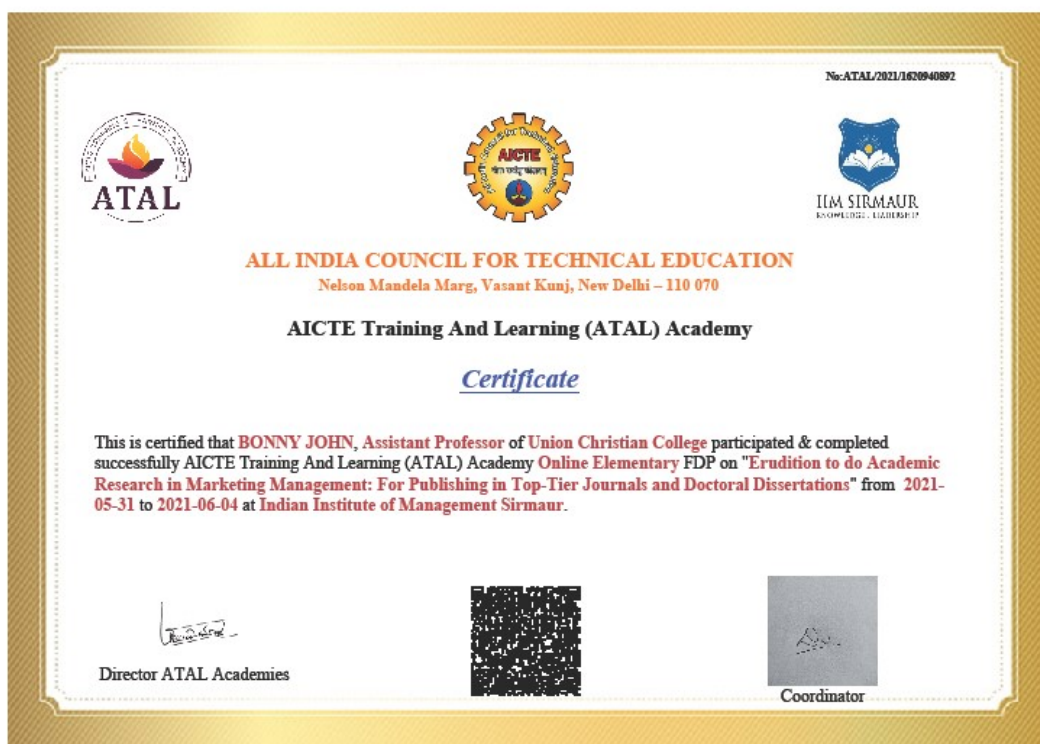 No:ATAL/2021/1620940892
ATAL
AICTE
IIM SIRMAUR
KNOWLEDGE. LEADERSHIP
ALL INDIA COUNCIL FOR TECHNICAL EDUCATION
Nelson Mandela Marg, Vasant Kunj, New Delhi – 110 070
AICTE Training And Learning (ATAL) Academy
Certificate
This is certified that BONNY JOHN, Assistant Professor of Union Christian College participated & completed
successfully AICTE Training And Learning (ATAL) Academy Online Elementary FDP on "Erudition to do Academic
Research in Marketing Management: For Publishing in Top-Tier Journals and Doctoral Dissertations" from 2021-
05-31 to 2021-06-04 at Indian Institute of Management Sirmaur.
Director ATAL Academies
Coordinator